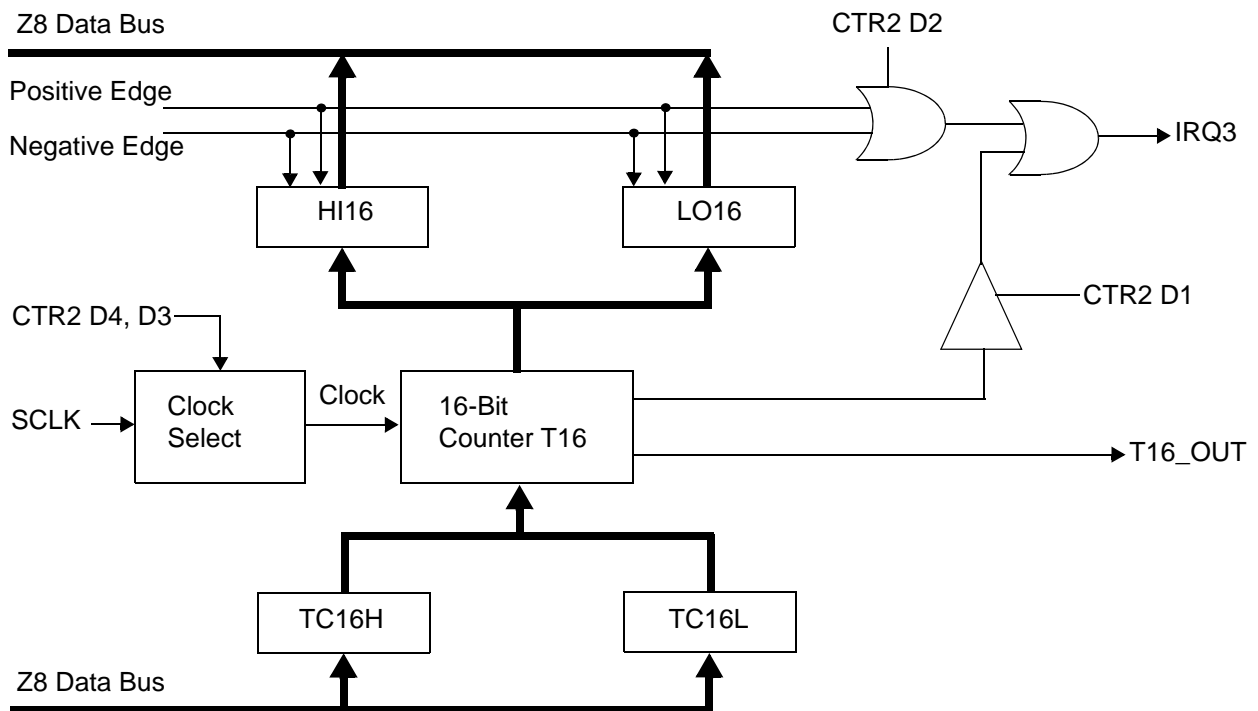 Z8 Data Bus
CTR2 D2
Positive Edge
Negative Edge
IRQ3
HI16
LO16
CTR2 D4, D3
CTR2 D1
SCLK
Clock
Select
Clock
16-Bit
Counter T16
T16_OUT
TC16H
TC16L
Z8 Data Bus